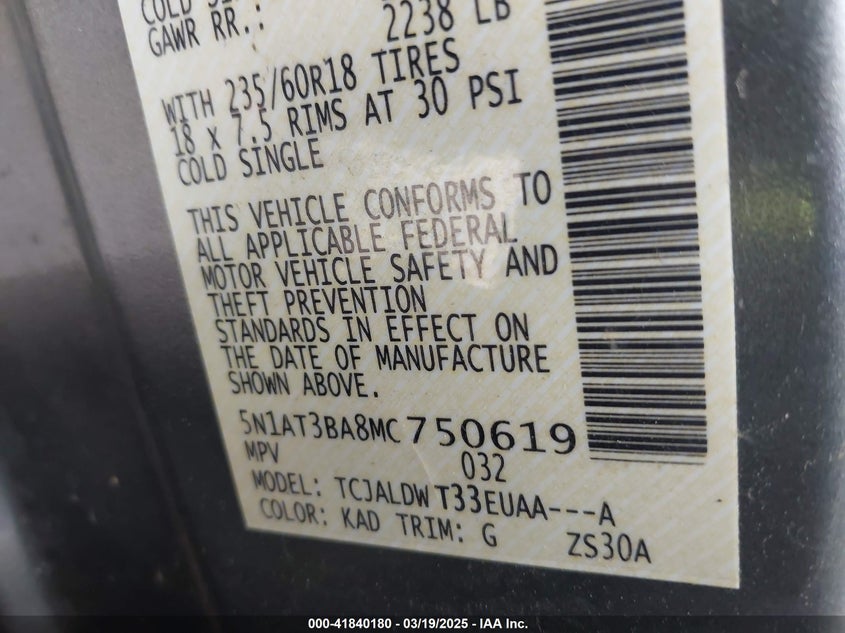 COLD
GAWR RR.: 2238 LB
WITH 235/60R18 TIRES
18 x 7.5 RIMS AT 30 PSI
COLD SINGLE
THIS VEHICLE CONFORMS TO
ALL APPLICABLE FEDERAL
MOTOR VEHICLE SAFETY AND
THEFT PREVENTION
STANDARDS IN EFFECT ON
THE DATE OF MANUFACTURE
SHOWN ABOVE.
5N1AT3BA8MC750619
MPV 032
MODEL: TCJALDWT33EUAA---A
COLOR: KAD TRIM: G ZS30A
000-41840180 - 03/19/2025 - IAA Inc.